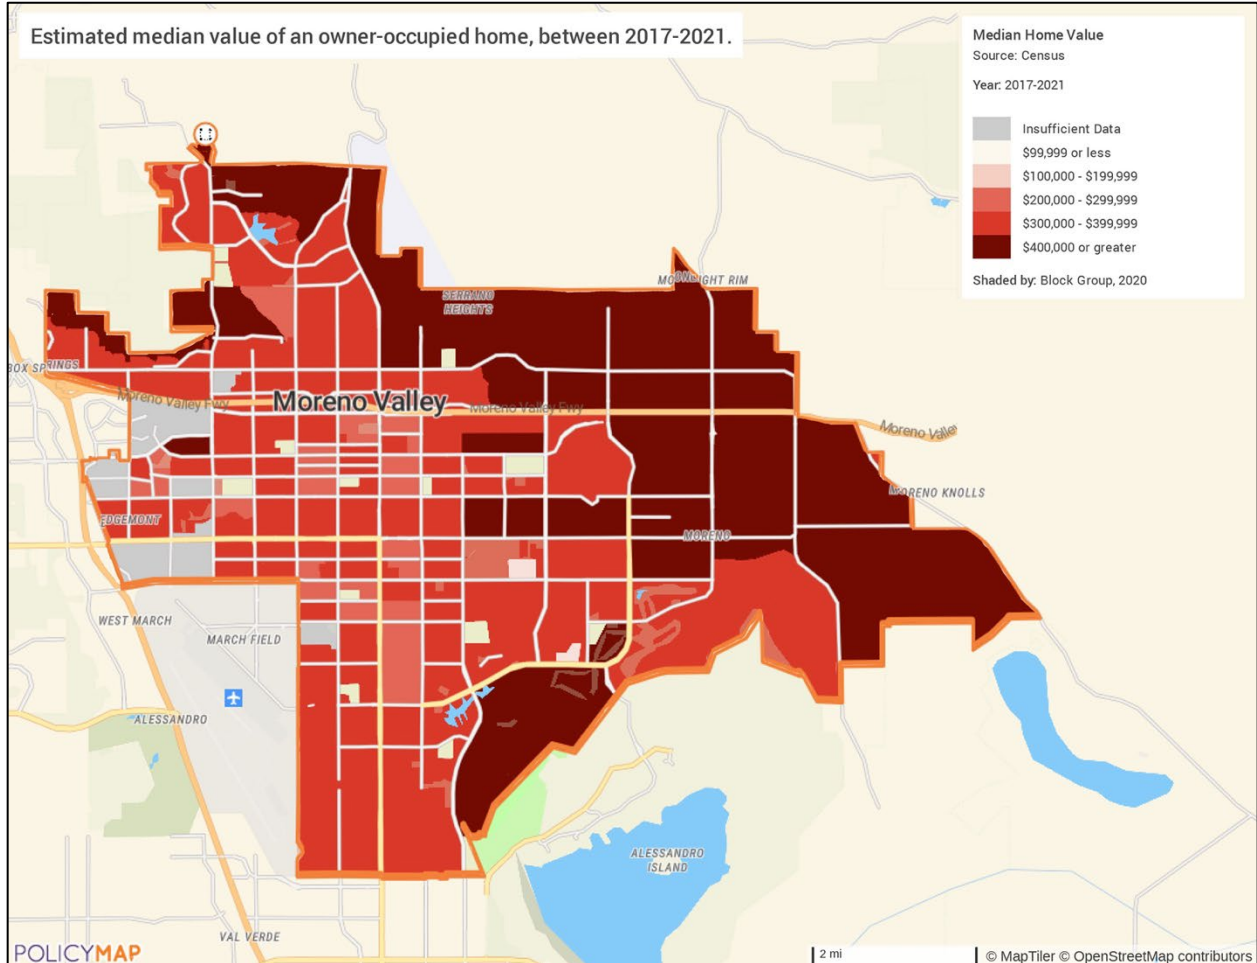 Estimated median value of an owner-occupied home, between 2017-2021.
Median Home Value
Source: Census
Year: 2017-2021
Insufficient Data
$99,999 or less
$100,000 - $199,999
$200,000 - $299,999
$300,000 - $399,999
$400,000 or greater
Shaded by: Block Group, 2020
MOONLIGHT RIM
SERRANO
HEIGHTS
BOX SPRINGS
Moreno Valley Fwy
Moreno Valley
Moreno Valley Fwy
Moreno Valle
MORENO KNOLLS
EDGEMONT
MORENO
WEST MARCH
MARCH FIELD
ALESSANDRO
ALESSANDRO
ISLAND
VAL VERDE
POLICYMAP
2 mi
© MapTiler © OpenStreetMap contributors